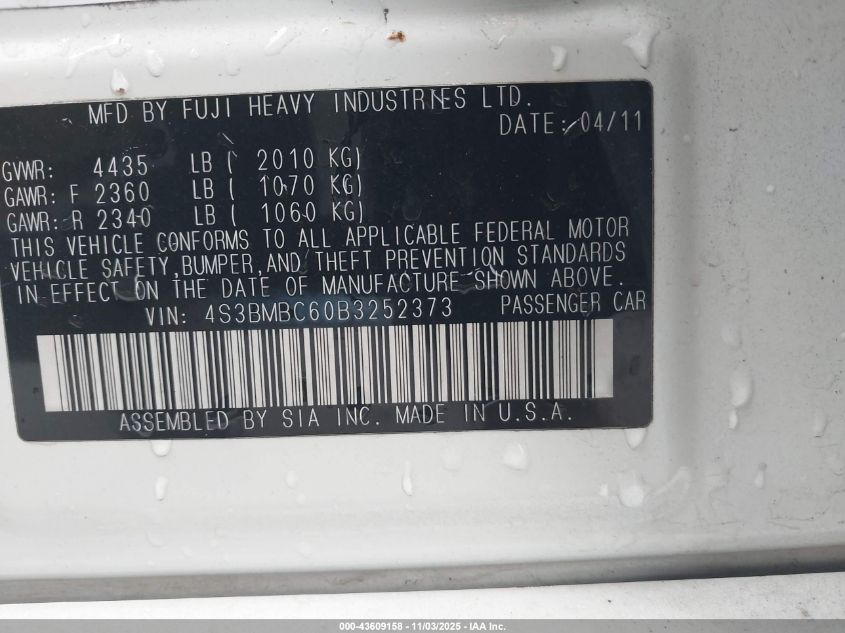 MFD BY FUJI HEAVY INDUSTRIES LTD.
DATE: 04/11
GVWR: 4435 LB ( 2010 KG)
GAWR: F 2360 LB ( 1070 KG)
GAWR: R 2340 LB ( 1060 KG)
THIS VEHICLE CONFORMS TO ALL APPLICABLE FEDERAL MOTOR
VEHICLE SAFETY, BUMPER, AND THEFT PREVENTION STANDARDS
IN EFFECT ON THE DATE OF MANUFACTURE SHOWN ABOVE.
VIN: 4S3BMBC60B3252373 PASSENGER CAR
ASSEMBLED BY SIA INC. MADE IN U.S.A.
000-43609158 - 11/03/2025 - IAA Inc.